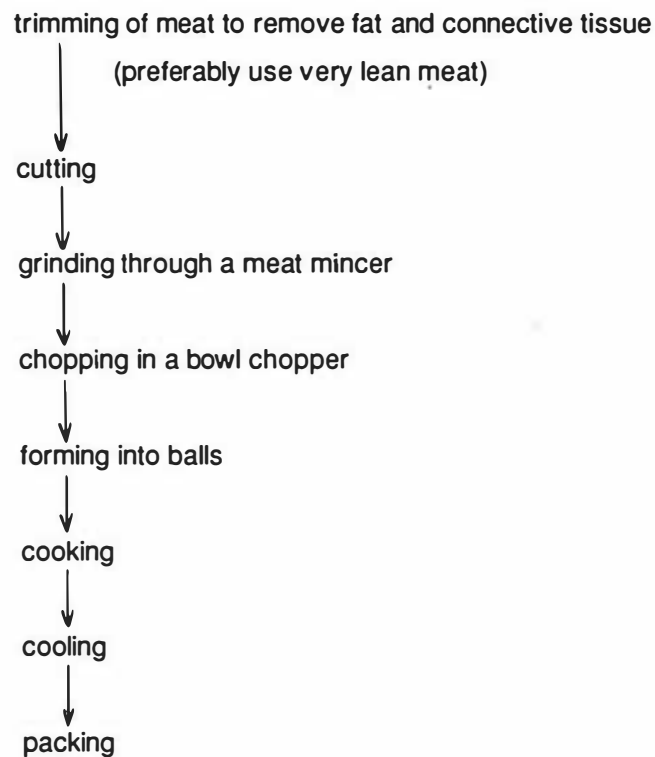 trimming of meat to remove fat and connective tissue
(preferably use very lean meat)
cutting
grinding through a meat mincer
chopping in a bowl chopper
forming into balls
cooking
cooling
packing